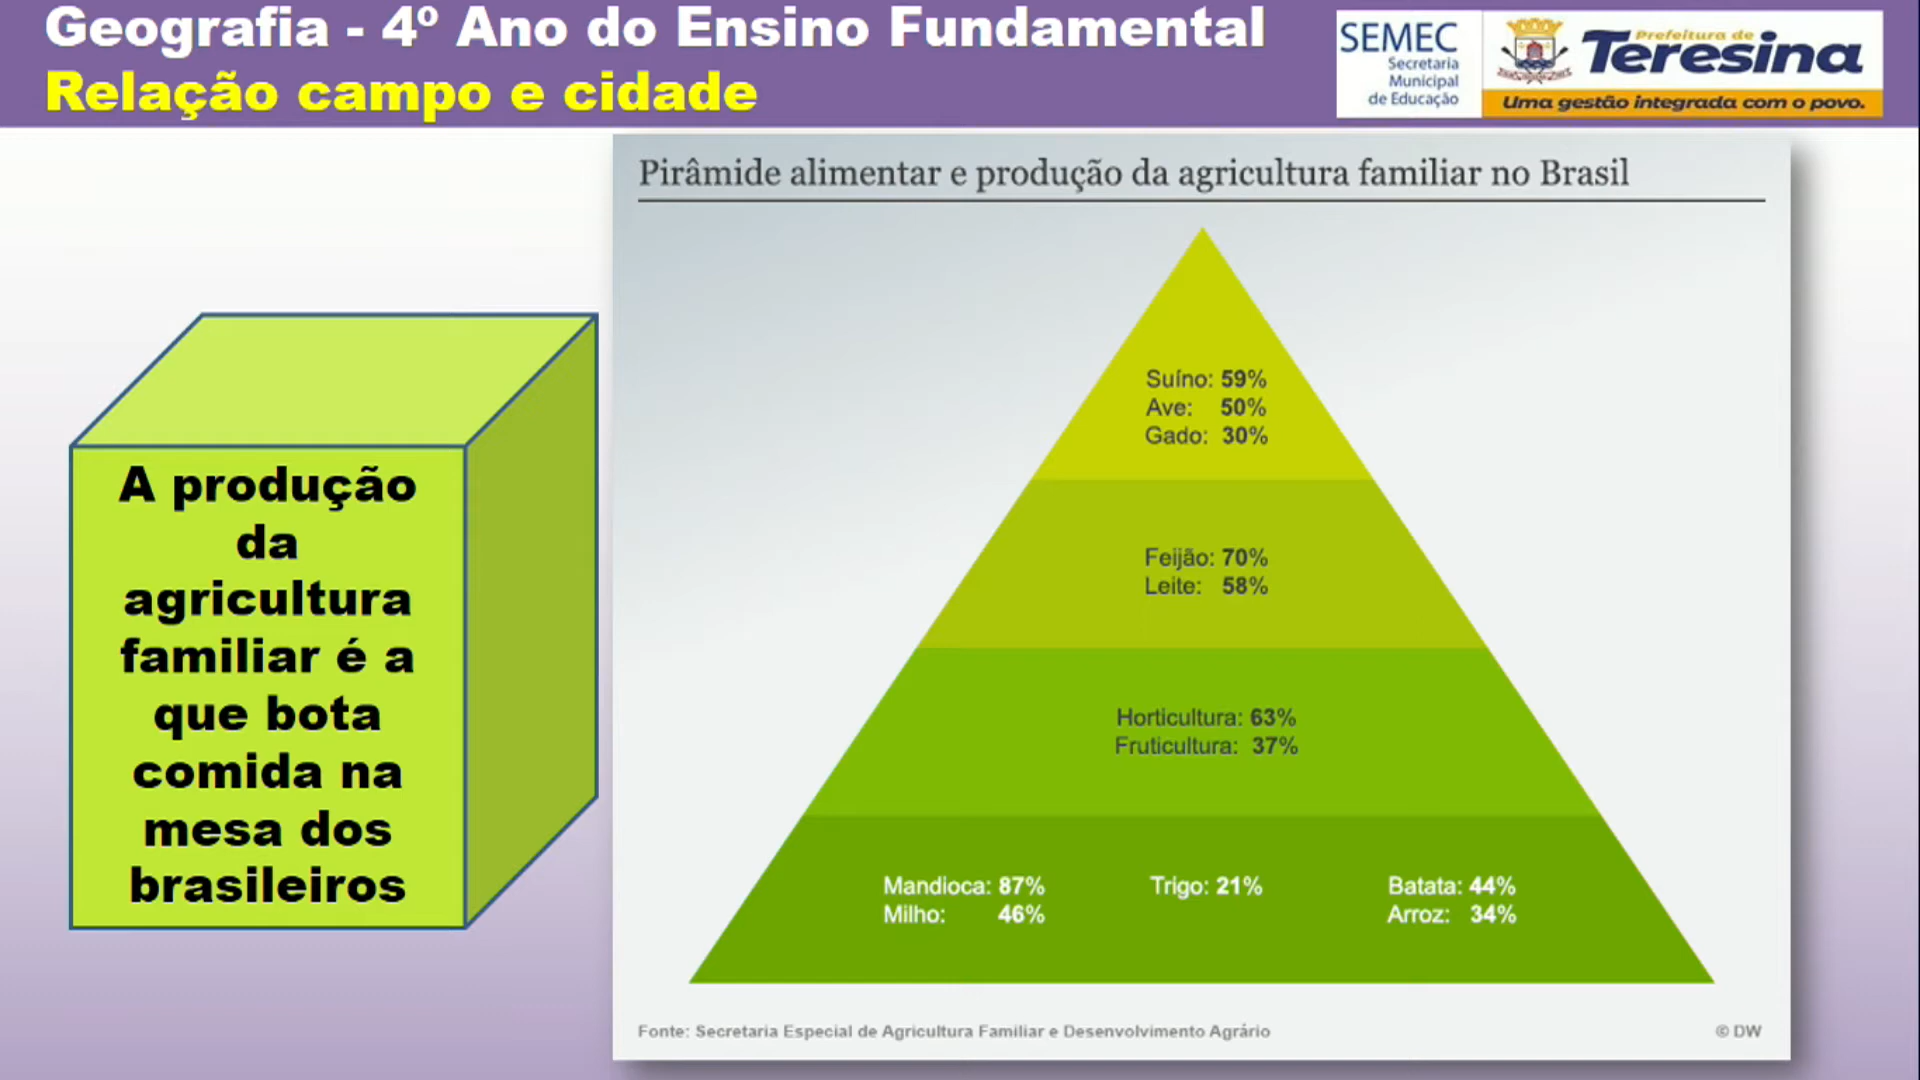 Geografia - 4º Ano do Ensino Fundamental
Relação campo e cidade
SEMEC
Secretaria
Municipal
de Educação
Prefeitura de
Teresina
Uma gestão integrada com o povo.
A produção
da
agricultura
familiar é a
que bota
comida na
mesa dos
brasileiros
Pirâmide alimentar e produção da agricultura familiar no Brasil
Suíno: 59%
Ave: 50%
Gado: 30%
Feijão: 70%
Leite: 58%
Horticultura: 63%
Fruticultura: 37%
Mandioca: 87%
Milho: 46%
Trigo: 21%
Batata: 44%
Arroz: 34%
Fonte: Secretaria Especial de Agricultura Familiar e Desenvolvimento Agrário
© DW